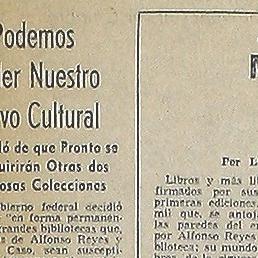 Podemos
der Nuestro
vo Cultural
ló de que Pronto se
quirirán Otras dos
osas Colecciones
bierno federal decidió
"en forma permanen-
grandes bibliotecas que,
s de Alfonso Reyes y
Caso, sean suscepti-
Por L
Libros y más li
firmados por sus
primeras ediciones,
mil que, se antoja
las paredes del en
por Alfonso Reyes
blioteca; su mundo